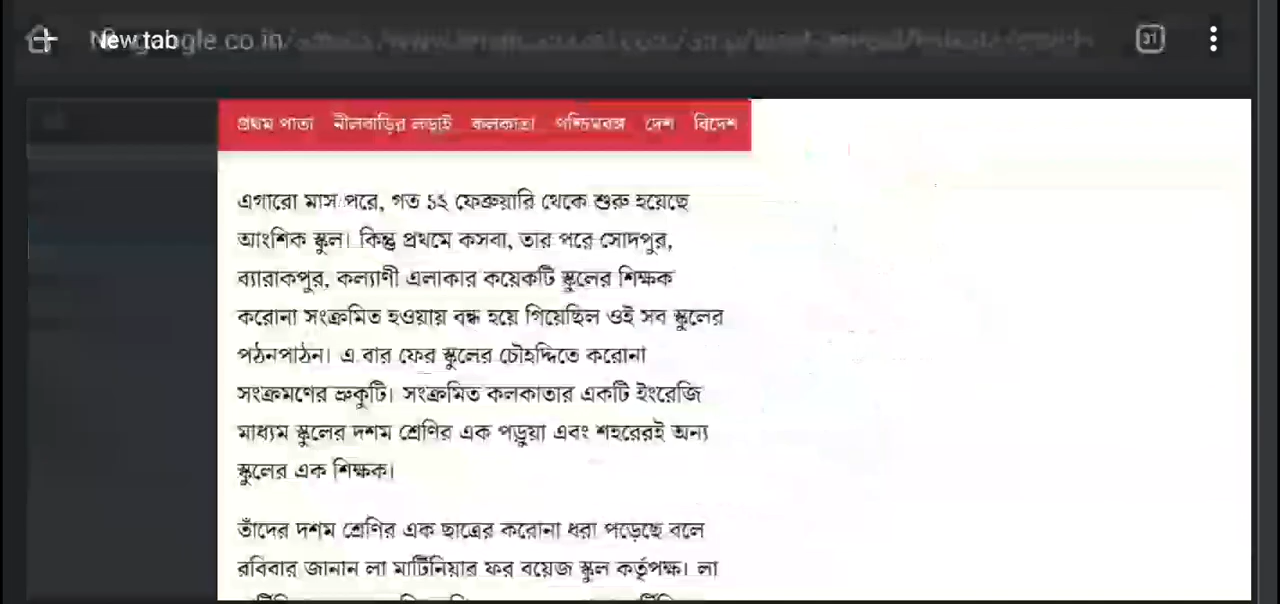 New tab
31
প্রথম পাতা নীলবাড়ির লড়াই কলকাতা পশ্চিমবঙ্গ দেশ বিদেশ
এগারো মাস পরে, গত ১২ ফেব্রুয়ারি থেকে শুরু হয়েছে
আংশিক স্কুল। কিন্তু প্রথমে কসবা, তার পরে সোদপুর,
ব্যারাকপুর, কল্যাণী এলাকার কয়েকটি স্কুলের শিক্ষক
করোনা সংক্রমিত হওয়ায় বন্ধ হয়ে গিয়েছিল ওই সব স্কুলের
পঠনপাঠন। এ বার ফের স্কুলের চৌহদ্দিতে করোনা
সংক্রমণের ভ্রুকুটি। সংক্রমিত কলকাতার একটি ইংরেজি
মাধ্যম স্কুলের দশম শ্রেণির এক পড়ুয়া এবং শহরেরই অন্য
স্কুলের এক শিক্ষক।
তাঁদের দশম শ্রেণির এক ছাত্রের করোনা ধরা পড়েছে বলে
রবিবার জানান লা মার্টিনিয়ার ফর বয়েজ স্কুল কর্তৃপক্ষ। লা